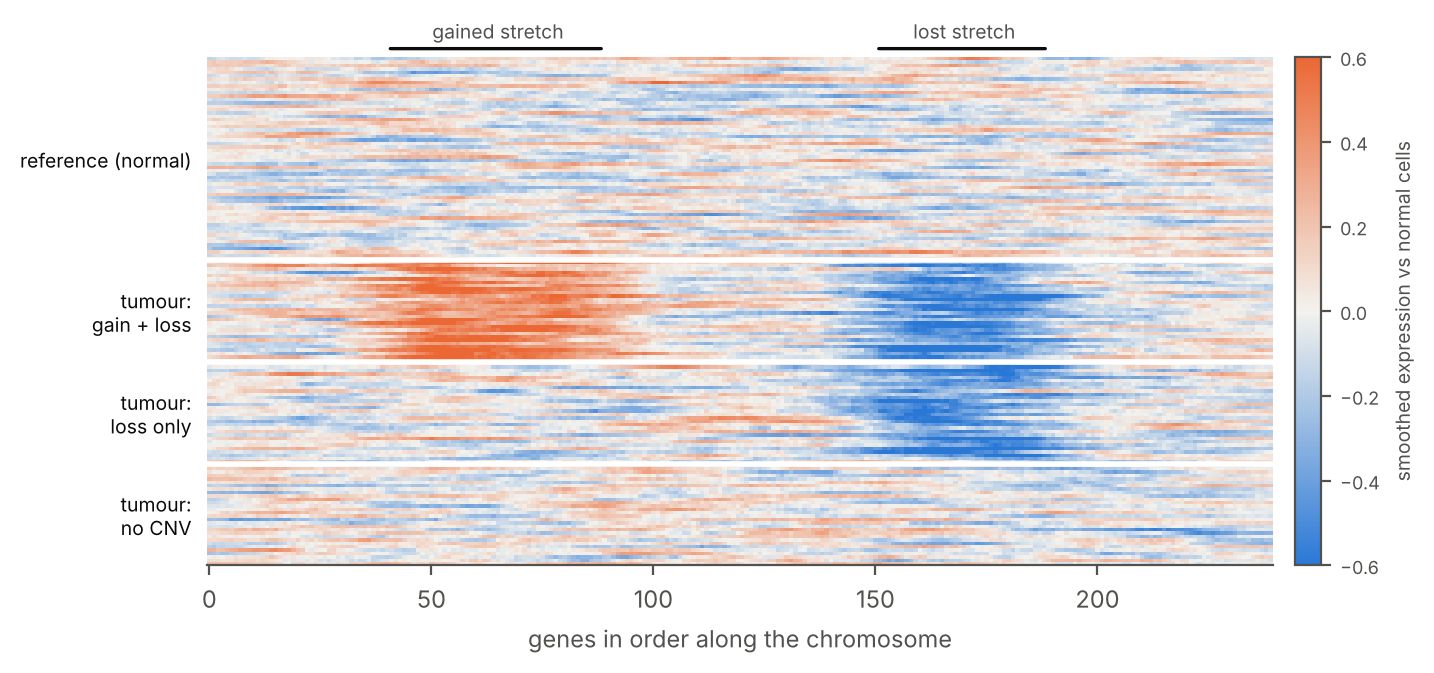 gained stretch
lost stretch
reference (normal)
tumour:
gain + loss
tumour:
loss only
tumour:
no CNV
0
50
100
150
200
genes in order along the chromosome
0.6
0.4
0.2
0.0
−0.2
−0.4
−0.6
smoothed expression vs normal cells